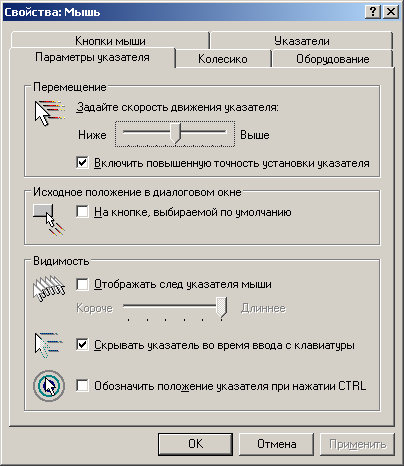 Свойства: Мышь
Кнопки мыши Указатели
Параметры указателя Колесико Оборудование
Перемещение
Задайте скорость движения указателя:
Ниже Выше
Включить повышенную точность установки указателя
Исходное положение в диалоговом окне
На кнопке, выбираемой по умолчанию
Видимость
Отображать след указателя мыши
Короче Длиннее
Скрывать указатель во время ввода с клавиатуры
Обозначить положение указателя при нажатии CTRL
OK Отмена Применить